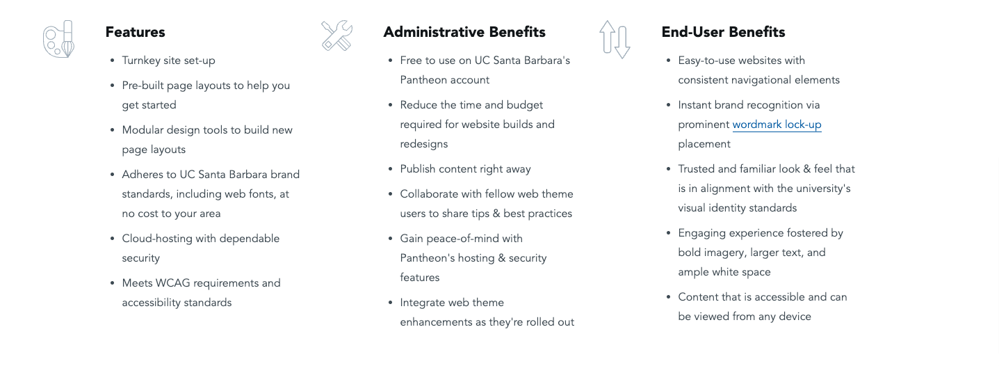 Features
Turnkey site set-up
Pre-built page layouts to help you
get started
Modular design tools to build new
page layouts
Adheres to UC Santa Barbara brand
standards, including web fonts, at
no cost to your area
Cloud-hosting with dependable
security
Meets WCAG requirements and
accessibility standards
Administrative Benefits
Free to use on UC Santa Barbara's
Pantheon account
Reduce the time and budget
required for website builds and
redesigns
Publish content right away
Collaborate with fellow web theme
users to share tips & best practices
Gain peace-of-mind with
Pantheon's hosting & security
features
Integrate web theme
enhancements as they're rolled out
End-User Benefits
Easy-to-use websites with
consistent navigational elements
Instant brand recognition via
prominent wordmark lock-up
placement
Trusted and familiar look & feel that
is in alignment with the university's
visual identity standards
Engaging experience fostered by
bold imagery, larger text, and
ample white space
Content that is accessible and can
be viewed from any device